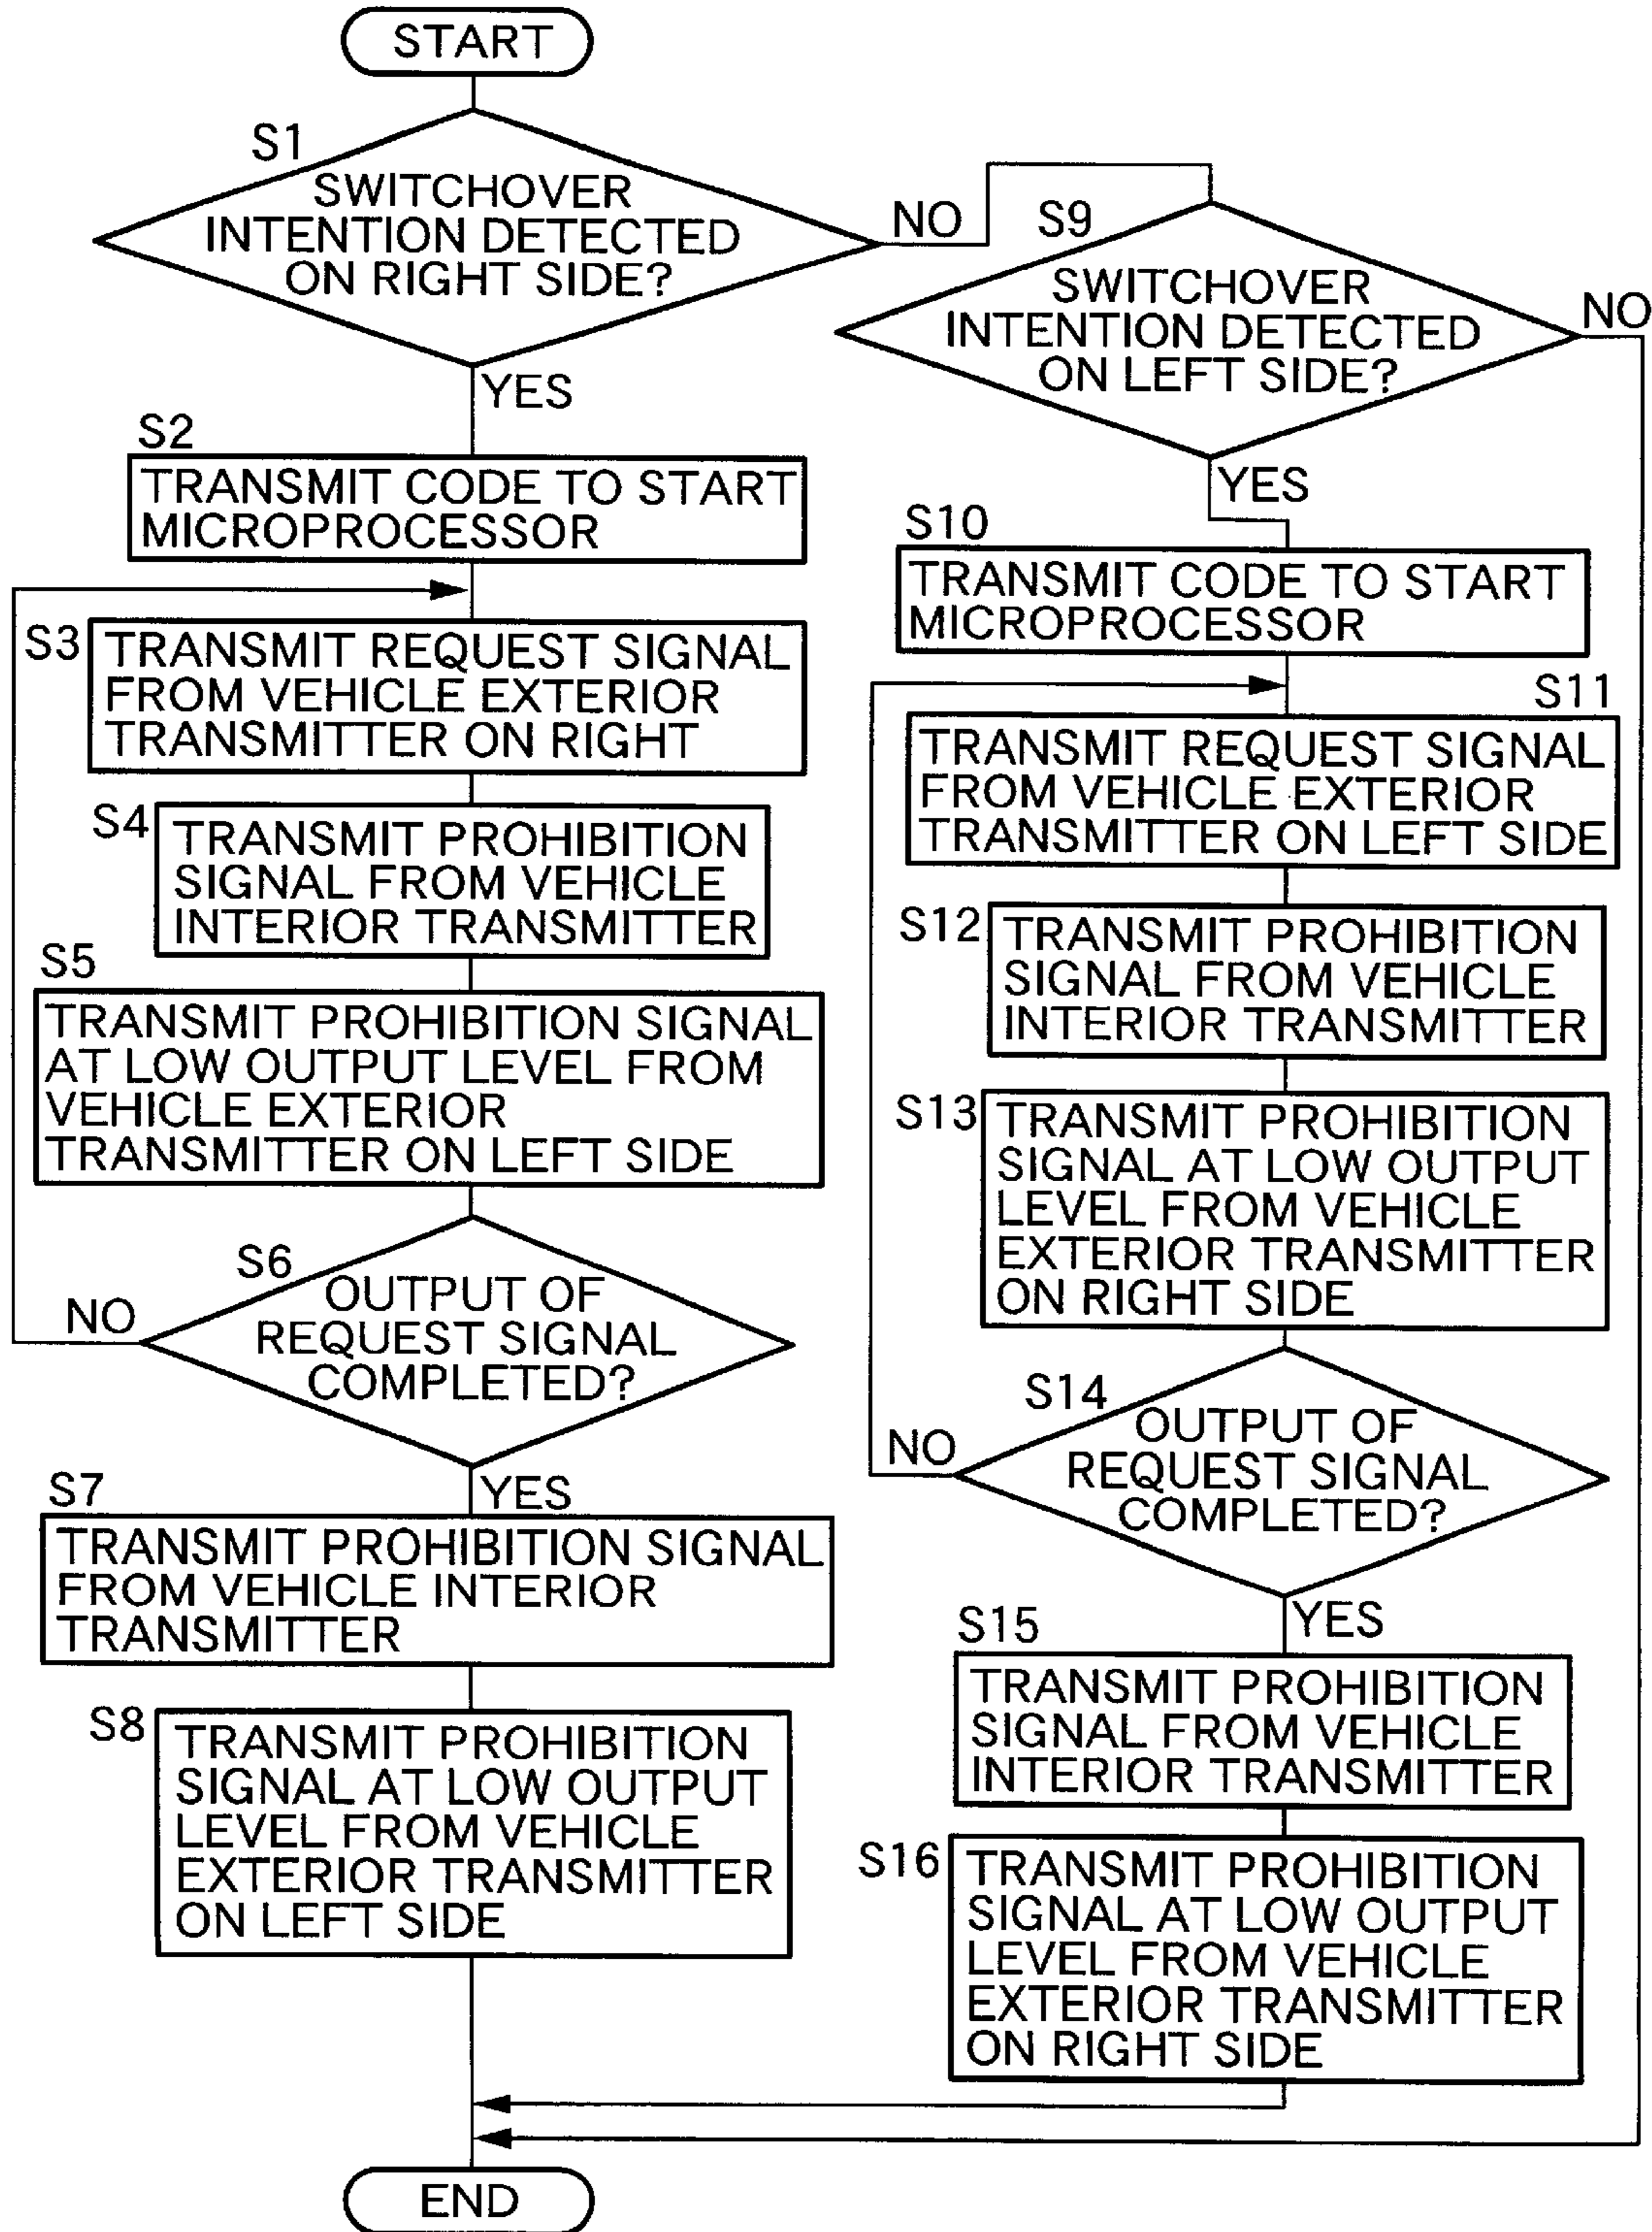 START
S1
SWITCHOVER
INTENTION DETECTED
ON RIGHT SIDE?
NO
YES
S2
TRANSMIT CODE TO START
MICROPROCESSOR
S3
TRANSMIT REQUEST SIGNAL
FROM VEHICLE EXTERIOR
TRANSMITTER ON RIGHT
S4
TRANSMIT PROHIBITION
SIGNAL FROM VEHICLE
INTERIOR TRANSMITTER
S5
TRANSMIT PROHIBITION SIGNAL
AT LOW OUTPUT LEVEL FROM
VEHICLE EXTERIOR
TRANSMITTER ON LEFT SIDE
S6
OUTPUT OF
REQUEST SIGNAL
COMPLETED?
NO
YES
S7
TRANSMIT PROHIBITION SIGNAL
FROM VEHICLE INTERIOR
TRANSMITTER
S8
TRANSMIT PROHIBITION
SIGNAL AT LOW OUTPUT
LEVEL FROM VEHICLE
EXTERIOR TRANSMITTER
ON LEFT SIDE
S9
SWITCHOVER
INTENTION DETECTED
ON LEFT SIDE?
NO
YES
S10
TRANSMIT CODE TO START
MICROPROCESSOR
S11
TRANSMIT REQUEST SIGNAL
FROM VEHICLE EXTERIOR
TRANSMITTER ON LEFT SIDE
S12
TRANSMIT PROHIBITION
SIGNAL FROM VEHICLE
INTERIOR TRANSMITTER
S13
TRANSMIT PROHIBITION
SIGNAL AT LOW OUTPUT
LEVEL FROM VEHICLE
EXTERIOR TRANSMITTER
ON RIGHT SIDE
S14
OUTPUT OF
REQUEST SIGNAL
COMPLETED?
NO
YES
S15
TRANSMIT PROHIBITION
SIGNAL FROM VEHICLE
INTERIOR TRANSMITTER
S16
TRANSMIT PROHIBITION
SIGNAL AT LOW OUTPUT
LEVEL FROM VEHICLE
EXTERIOR TRANSMITTER
ON RIGHT SIDE
END